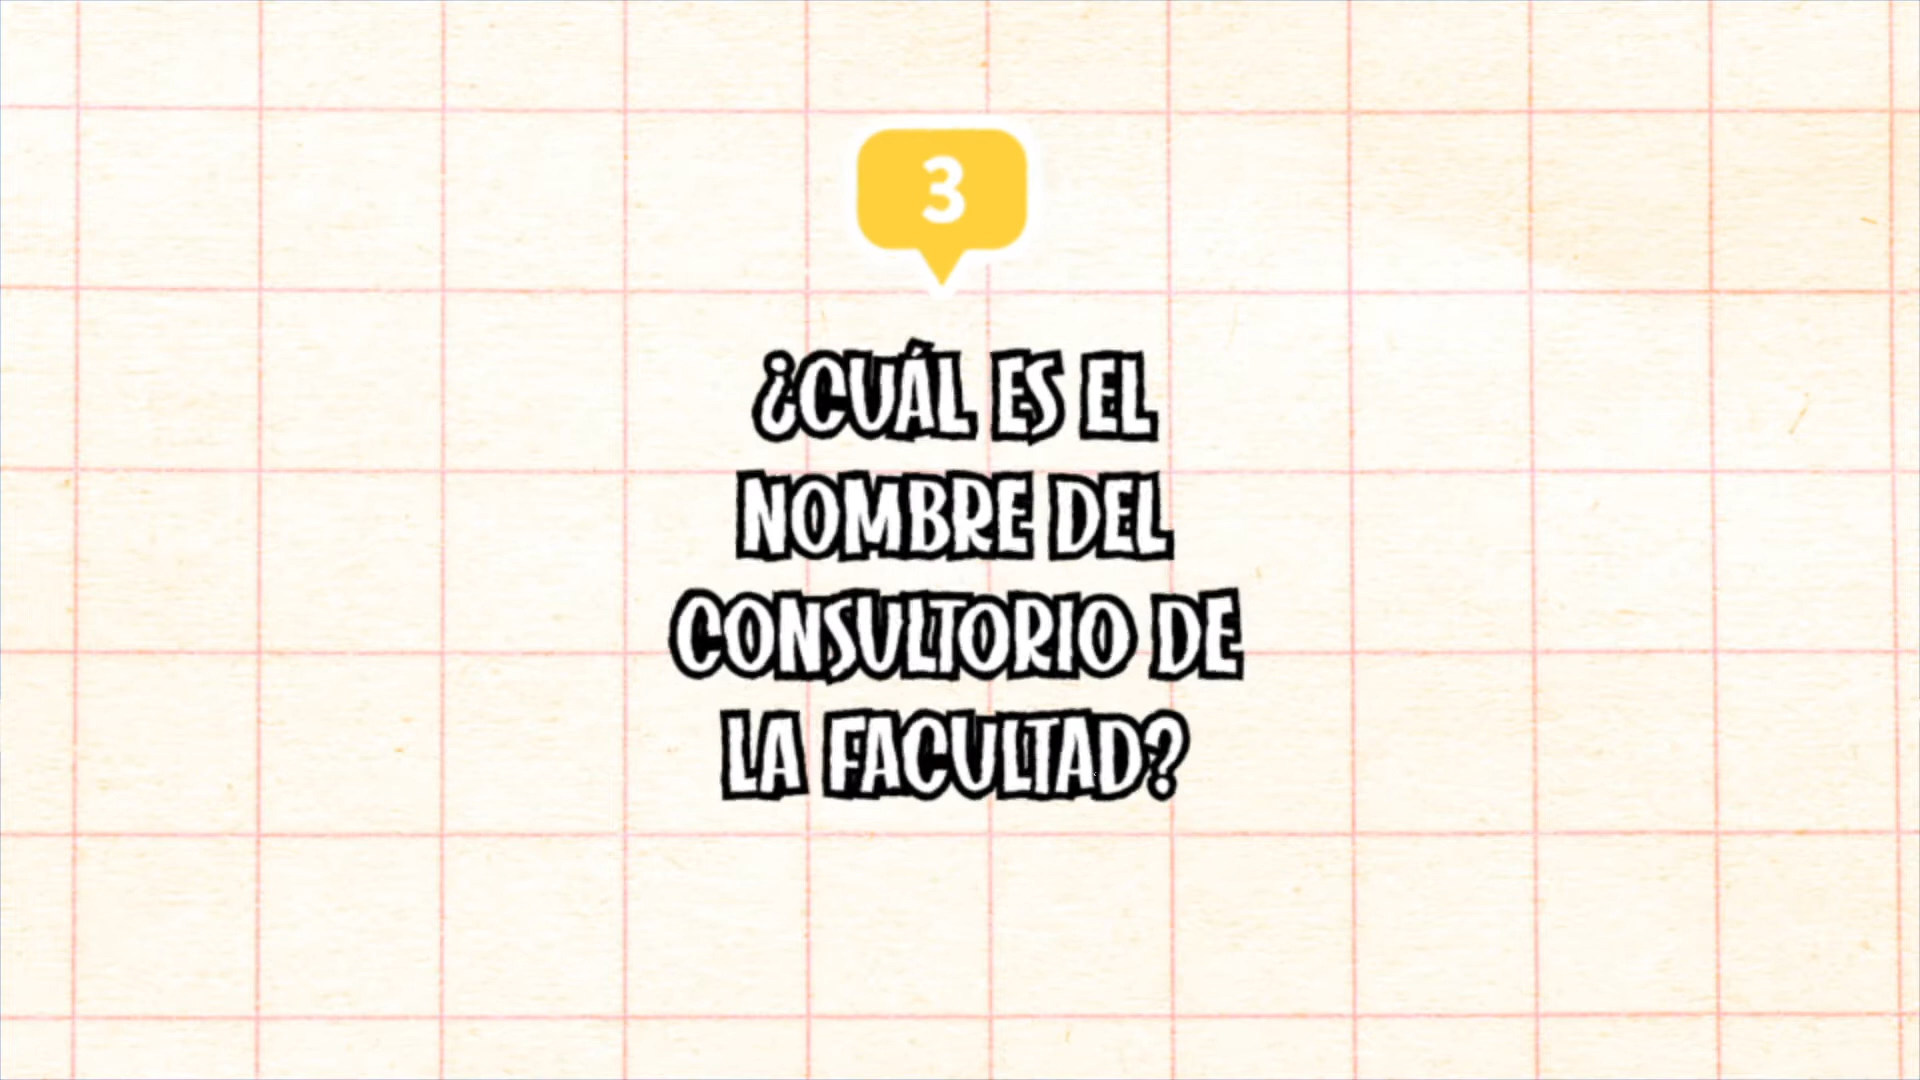 3
¿CUÁL ES EL
NOMBRE DEL
CONSULTORIO DE
LA FACULTAD?